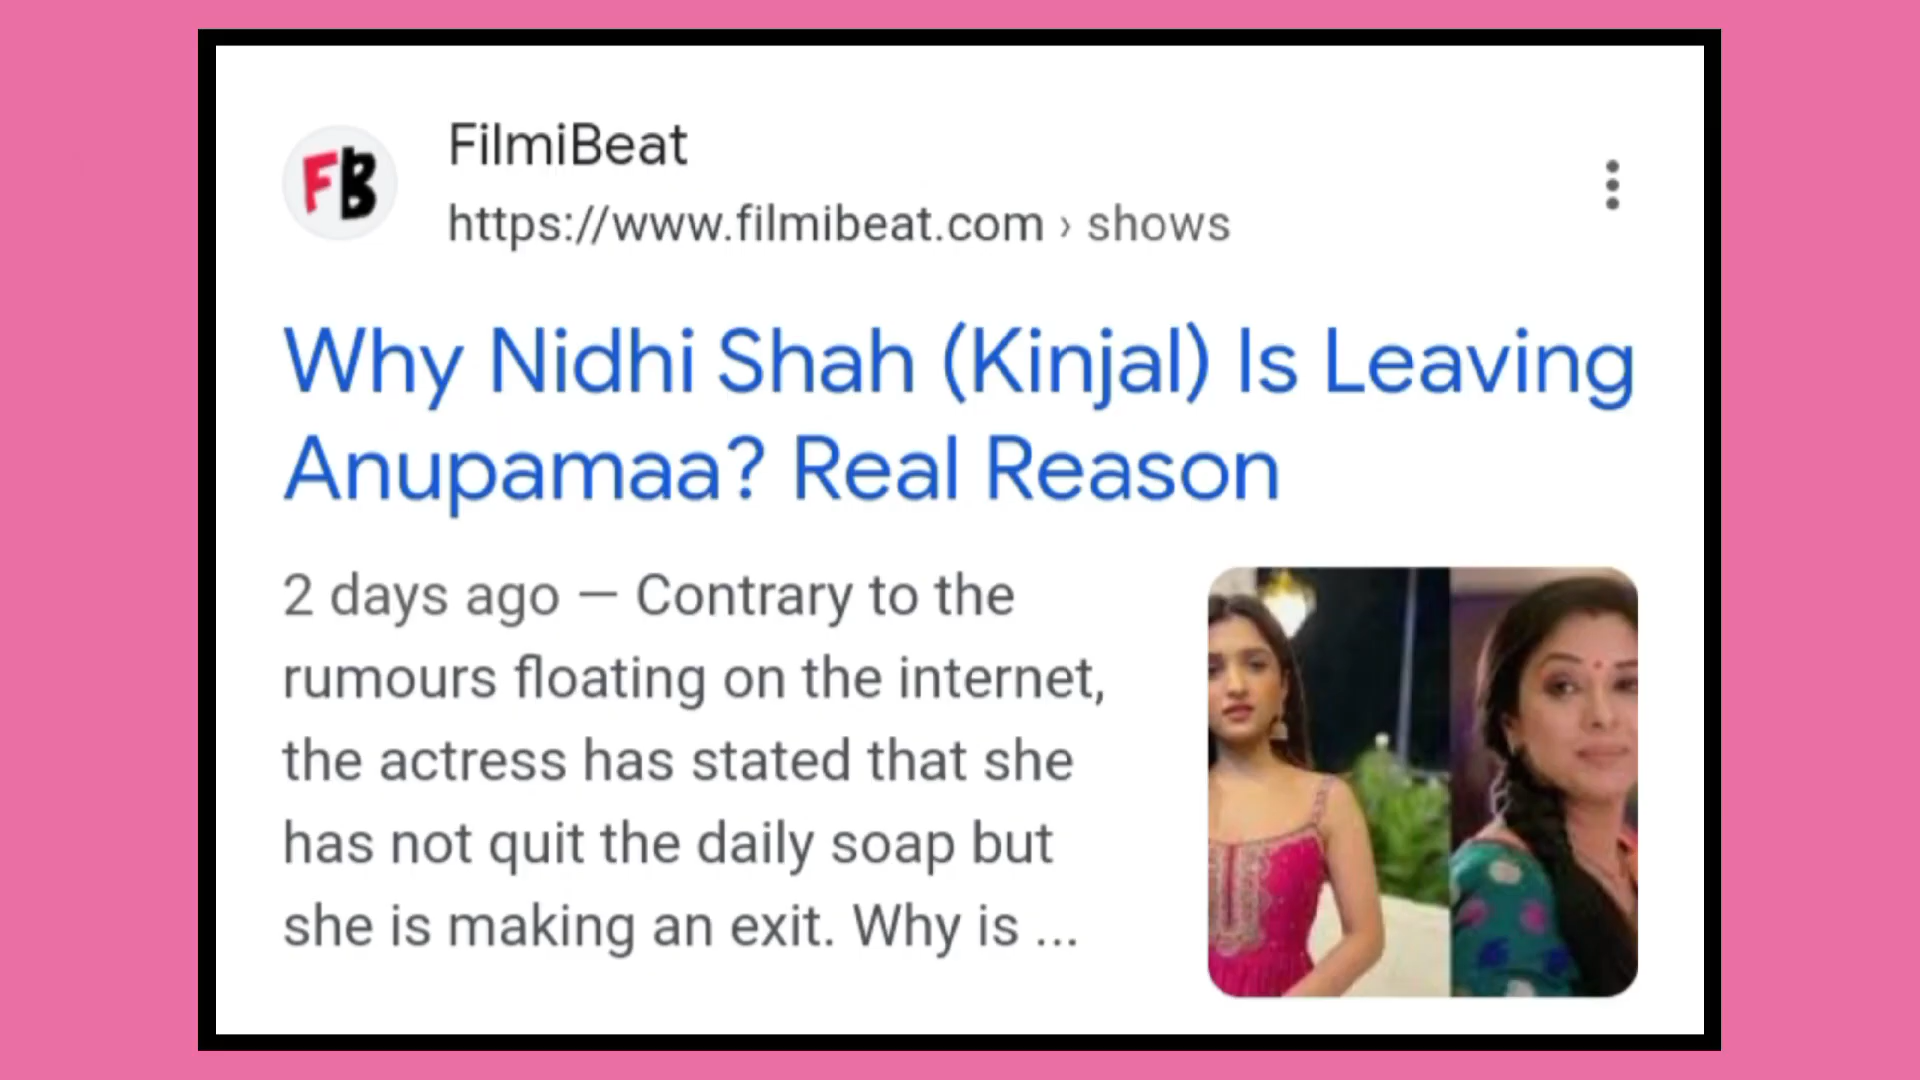 FB
FilmiBeat
https://www.filmibeat.com › shows
Why Nidhi Shah (Kinjal) Is Leaving
Anupamaa? Real Reason
2 days ago — Contrary to the
rumours floating on the internet,
the actress has stated that she
has not quit the daily soap but
she is making an exit. Why is ...